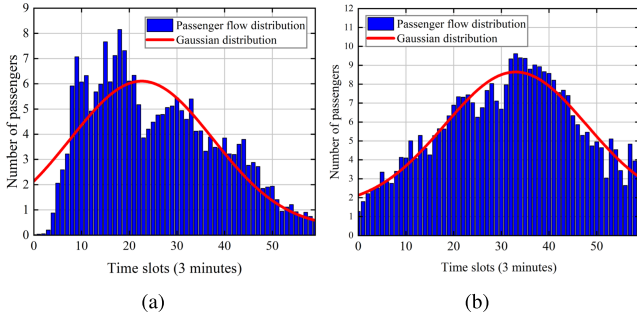 9
8
7
6
5
4
3
2
1
0
Number of passengers
Passenger flow distribution
Gaussian distribution
0 10 20 30 40 50
Time slots (3 minutes)
(a)
12
11
10
9
8
7
6
5
4
3
2
1
0
Number of passengers
Passenger flow distribution
Gaussian distribution
0 10 20 30 40 50
Time slots (3 minutes)
(b)